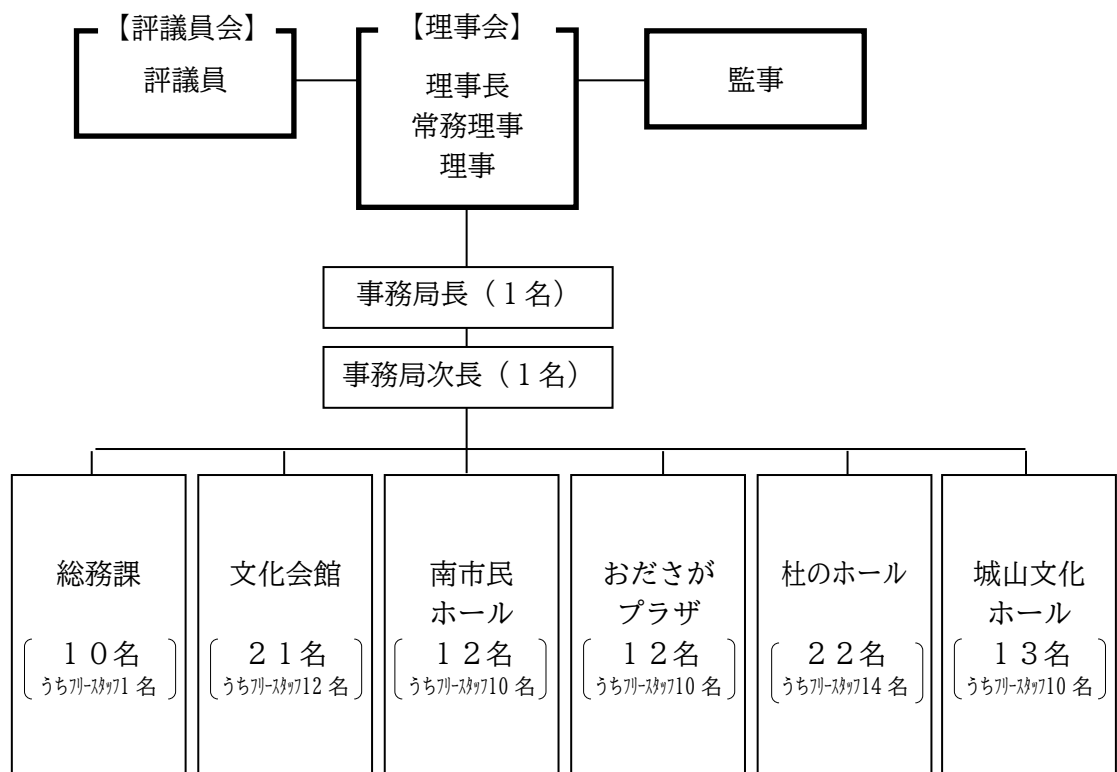 【評議員会】
評議員
【理事会】
理事長
常務理事
理事
監事
事務局長（１名）
事務局次長（１名）
総務課
１０名
うちﾌﾘｰｽﾀｯﾌ1 名
文化会館
２１名
うちﾌﾘｰｽﾀｯﾌ12 名
南市民
ホール
１２名
うちﾌﾘｰｽﾀｯﾌ10 名
おださが
プラザ
１２名
うちﾌﾘｰｽﾀｯﾌ10 名
杜のホール
２２名
うちﾌﾘｰｽﾀｯﾌ14 名
城山文化
ホール
１３名
うちﾌﾘｰｽﾀｯﾌ10 名